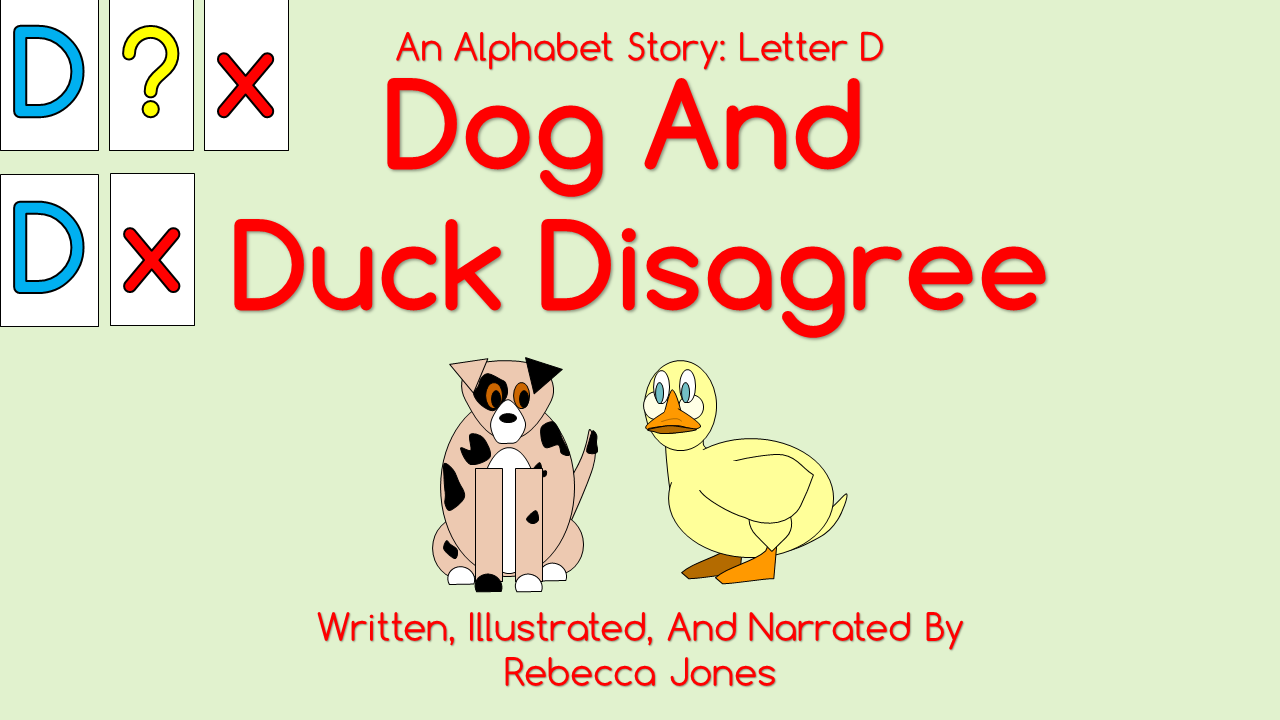 D ? x
An Alphabet Story: Letter D
Dog And
D x
Duck Disagree
Written, Illustrated, And Narrated By
Rebecca Jones